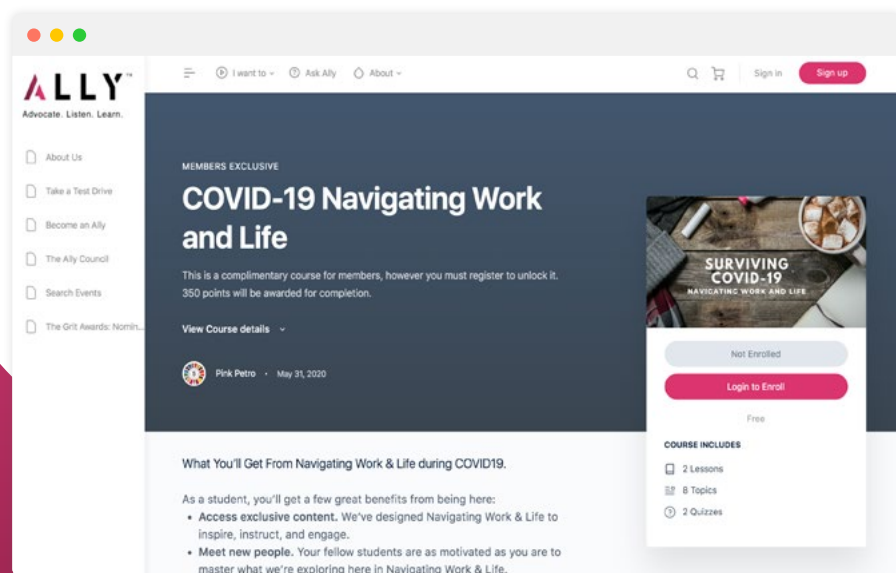 ALLY™
Advocate. Listen. Learn.
I want to
Ask Ally
About
Sign in
Sign up
About Us
Take a Test Drive
Become an Ally
The Ally Council
Search Events
The Grit Awards: Nomin...
MEMBERS EXCLUSIVE
COVID-19 Navigating Work
and Life
This is a complimentary course for members, however you must register to unlock it.
350 points will be awarded for completion.
View Course details
Pink Petro • May 31, 2020
SURVIVING
COVID-19
NAVIGATING WORK AND LIFE
Not Enrolled
Login to Enroll
Free
COURSE INCLUDES
2 Lessons
8 Topics
2 Quizzes
What You'll Get From Navigating Work & Life during COVID19.
As a student, you'll get a few great benefits from being here:
• Access exclusive content. We've designed Navigating Work & Life to
inspire, instruct, and engage.
• Meet new people. Your fellow students are as motivated as you are to
master what we're exploring here in Navigating Work & Life.